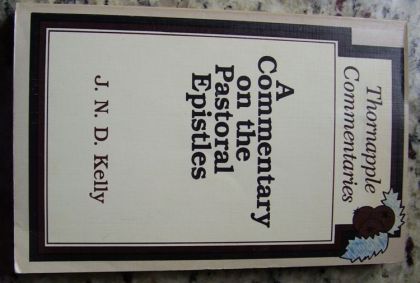 Thornapple
Commentaries
A
Commentary
on the
Pastoral
Epistles
J. N. D. Kelly